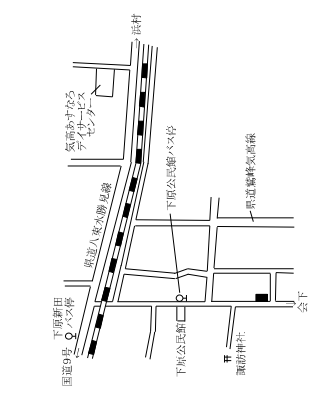 浜村
気高あすなろ
デイサービス
センター
県道八束水勝見線
下原公民館バス停
県道鷲峰気高線
下原新田
バス停
国道9号
下原公民館
諏訪神社
会下